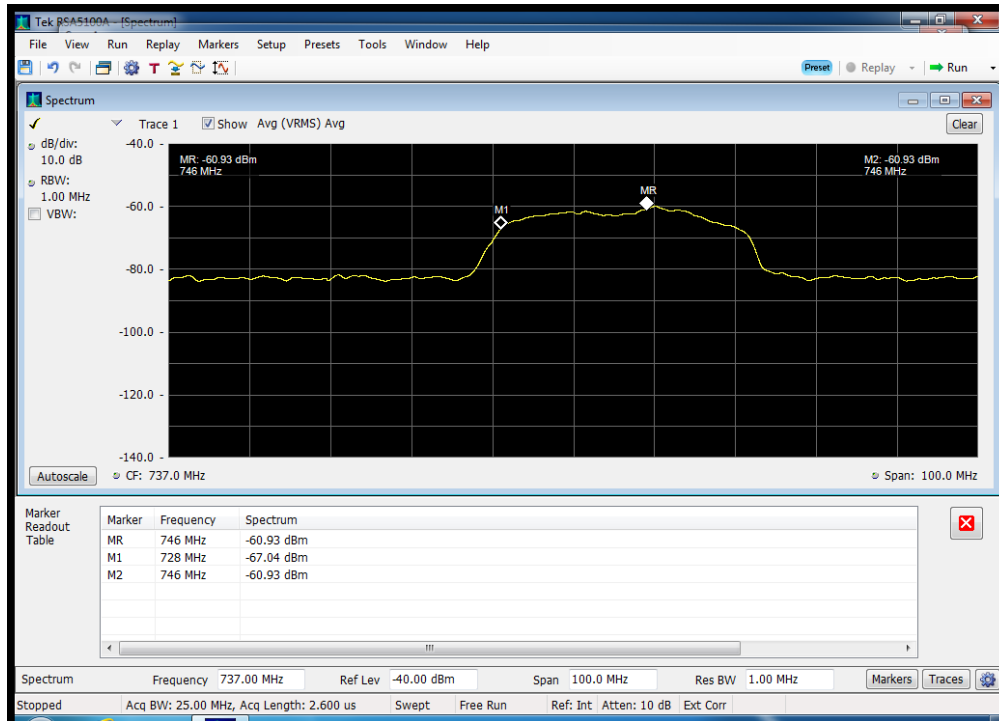 Tek RSA5100A - [Spectrum]
File View Run Replay Markers Setup Presets Tools Window Help
Preset Replay Run
Spectrum
Trace 1 Show Avg (VRMS) Avg Clear
dB/div:
10.0 dB
RBW:
1.00 MHz
VBW:
-40.0 -
MR: -60.93 dBm
746 MHz
M2: -60.93 dBm
746 MHz
MR
-60.0 -
M1
-80.0 -
-100.0 -
-120.0 -
-140.0 -
Autoscale CF: 737.0 MHz Span: 100.0 MHz
Marker
Readout
Table
Marker Frequency Spectrum
MR 746 MHz -60.93 dBm
M1 728 MHz -67.04 dBm
M2 746 MHz -60.93 dBm
Spectrum Frequency 737.00 MHz Ref Lev -40.00 dBm Span 100.0 MHz Res BW 1.00 MHz Markers Traces
Stopped Acq BW: 25.00 MHz, Acq Length: 2.600 us Swept Free Run Ref: Int Atten: 10 dB Ext Corr